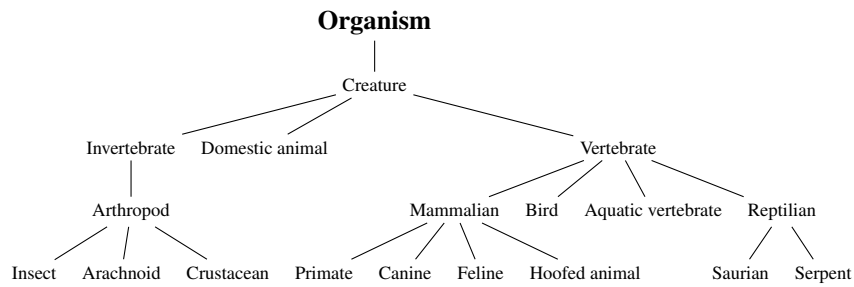 Organism
Creature
Invertebrate Domestic animal Vertebrate
Arthropod Mammalian Bird Aquatic vertebrate Reptilian
Insect Arachnoid Crustacean Primate Canine Feline Hoofed animal Saurian Serpent